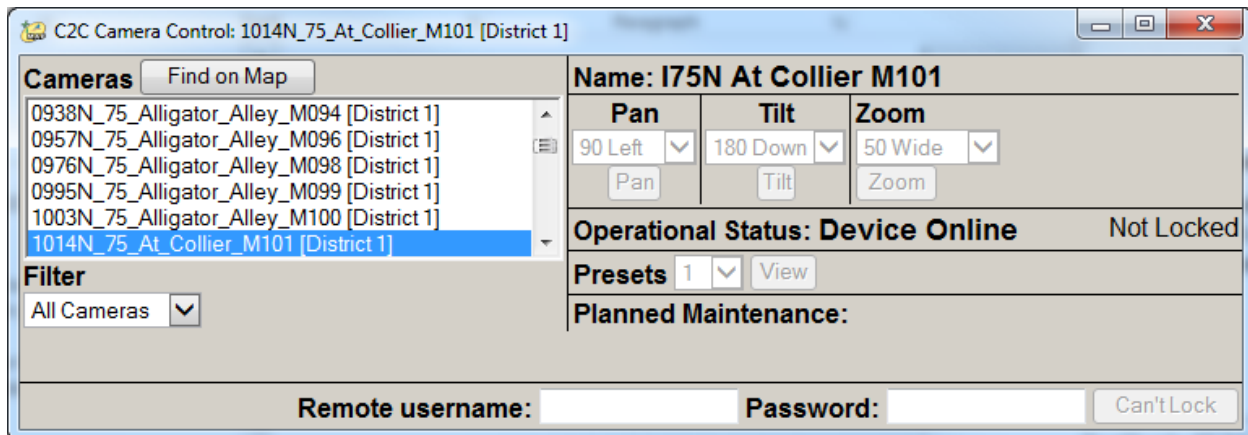 C2C Camera Control: 1014N_75_At_Collier_M101 [District 1]
Cameras Find on Map
0938N_75_Alligator_Alley_M094 [District 1]
0957N_75_Alligator_Alley_M096 [District 1]
0976N_75_Alligator_Alley_M098 [District 1]
0995N_75_Alligator_Alley_M099 [District 1]
1003N_75_Alligator_Alley_M100 [District 1]
1014N_75_At_Collier_M101 [District 1]
Filter
All Cameras
Name: I75N At Collier M101
Pan Tilt Zoom
90 Left 180 Down 50 Wide
Pan Tilt Zoom
Operational Status: Device Online Not Locked
Presets 1 View
Planned Maintenance:
Remote username: Password: Can'tLock